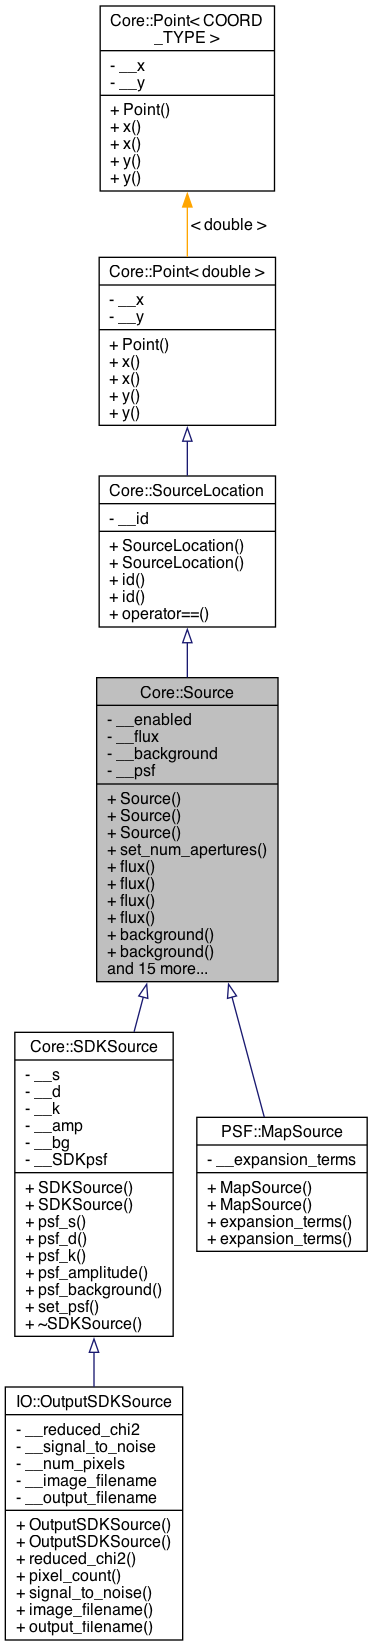 Core::Point< COORD
_TYPE >
- __x
- __y
+ Point()
+ x()
+ x()
+ y()
+ y()
< double >
Core::Point< double >
- __x
- __y
+ Point()
+ x()
+ x()
+ y()
+ y()
Core::SourceLocation
- __id
+ SourceLocation()
+ SourceLocation()
+ id()
+ id()
+ operator==()
Core::Source
- __enabled
- __flux
- __background
- __psf
+ Source()
+ Source()
+ Source()
+ set_num_apertures()
+ flux()
+ flux()
+ flux()
+ flux()
+ background()
+ background()
and 15 more...
Core::SDKSource
- __s
- __d
- __k
- __amp
- __bg
- __SDKpsf
+ SDKSource()
+ SDKSource()
+ psf_s()
+ psf_d()
+ psf_k()
+ psf_amplitude()
+ psf_background()
+ set_psf()
+ ~SDKSource()
PSF::MapSource
- __expansion_terms
+ MapSource()
+ MapSource()
+ expansion_terms()
+ expansion_terms()
IO::OutputSDKSource
- __reduced_chi2
- __signal_to_noise
- __num_pixels
- __image_filename
- __output_filename
+ OutputSDKSource()
+ OutputSDKSource()
+ reduced_chi2()
+ pixel_count()
+ signal_to_noise()
+ image_filename()
+ output_filename()